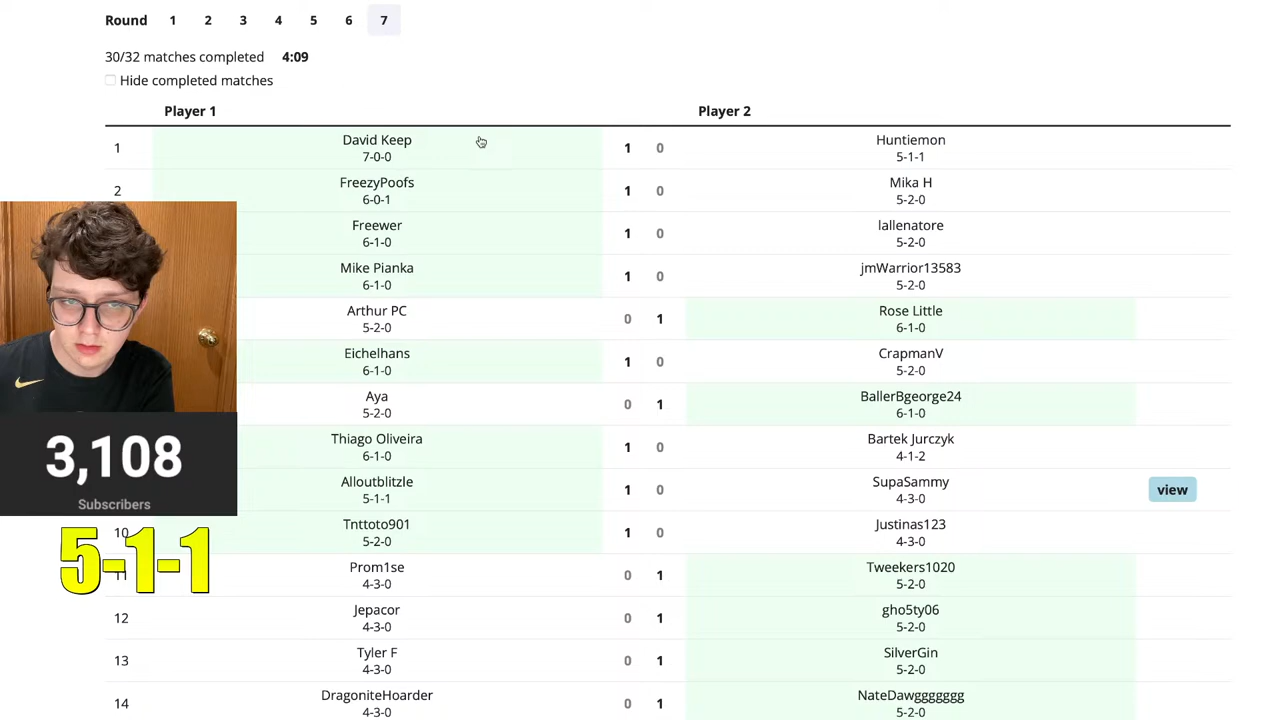 Round 1 2 3 4 5 6 7
30/32 matches completed 4:09
Hide completed matches
Player 1 Player 2
1 David Keep 7-0-0 1 0 Huntiemon 5-1-1
2 FreezyPoofs 6-0-1 1 0 Mika H 5-2-0
Freewer 6-1-0 1 0 lallenatore 5-2-0
Mike Pianka 6-1-0 1 0 jmWarrior13583 5-2-0
Arthur PC 5-2-0 0 1 Rose Little 6-1-0
Eichelhans 6-1-0 1 0 CrapmanV 5-2-0
Aya 5-2-0 0 1 BallerBgeorge24 6-1-0
Thiago Oliveira 6-1-0 1 0 Bartek Jurczyk 4-1-2
Alloutblitzle 5-1-1 1 0 SupaSammy 4-3-0 view
10 Tnttoto901 5-2-0 1 0 Justinas123 4-3-0
11 Prom1se 4-3-0 0 1 Tweekers1020 5-2-0
12 Jepacor 4-3-0 0 1 gho5ty06 5-2-0
13 Tyler F 4-3-0 0 1 SilverGin 5-2-0
14 DragoniteHoarder 4-3-0 0 1 NateDawggggggg 5-2-0
3,108
Subscribers
5-1-1